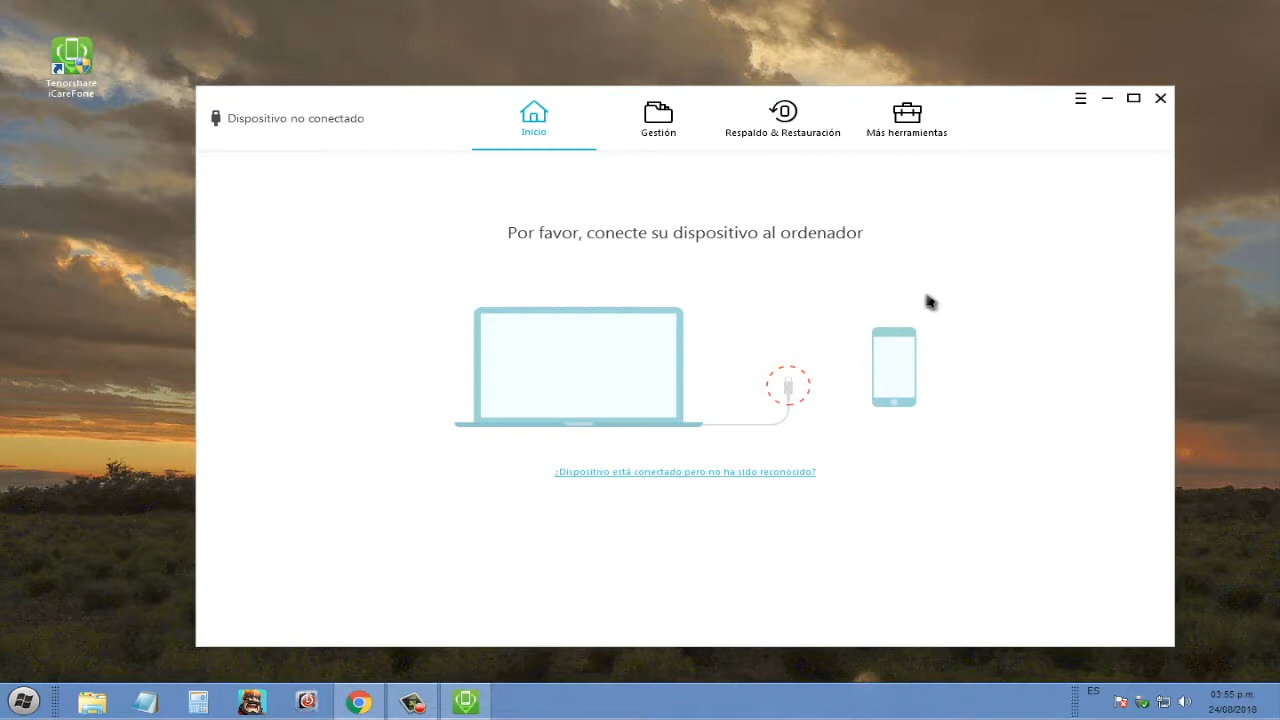 Tenorshare
iCareFone
Dispositivo no conectado
Inicio
Gestión
Respaldo & Restauración
Más herramientas
Por favor, conecte su dispositivo al ordenador
¿Dispositivo está conectado pero no ha sido reconocido?
ES
03:55 p.m.
24/08/2018